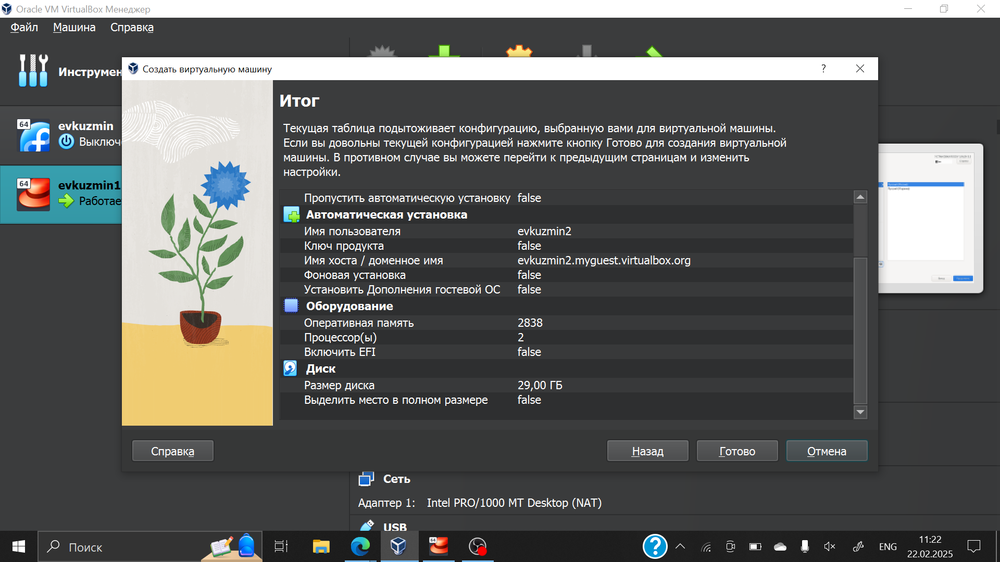 Oracle VM VirtualBox Менеджер
Файл Машина Справка
Инструмен
64
evkuzmin
Выключе
64
evkuzmin1
Работае
Создать виртуальную машину
?
Итог
Текущая таблица подытоживает конфигурацию, выбранную вами для виртуальной машины.
Если вы довольны текущей конфигурацией нажмите кнопку Готово для создания виртуальной
машины. В противном случае вы можете перейти к предыдущим страницам и изменить
настройки.
Пропустить автоматическую установку false
Автоматическая установка
Имя пользователя evkuzmin2
Ключ продукта false
Имя хоста / доменное имя evkuzmin2.myguest.virtualbox.org
Фоновая установка false
Установить Дополнения гостевой ОС false
Оборудование
Оперативная память 2838
Процессор(ы) 2
Включить EFI false
Диск
Размер диска 29,00 ГБ
Выделить место в полном размере false
Справка Назад Готово Отмена
Сеть
Адаптер 1: Intel PRO/1000 MT Desktop (NAT)
USB
Поиск
64
?
ENG
11:22
22.02.2025